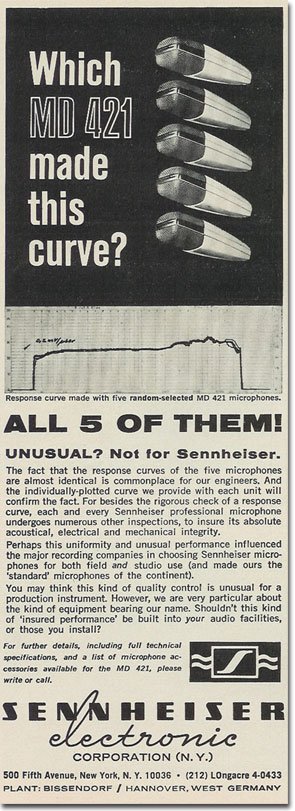 Which
MD 421
made
this
curve?
Response curve made with five random-selected MD 421 microphones.
ALL 5 OF THEM!
UNUSUAL? Not for Sennheiser.
The fact that the response curves of the five microphones
are almost identical is commonplace for our engineers. And
the individually-plotted curve we provide with each unit will
confirm the fact. For besides the rigorous check of a response
curve, each and every Sennheiser professional microphone
undergoes numerous other inspections, to insure its absolute
acoustical, electrical and mechanical integrity.
Perhaps this uniformity and unusual performance influenced
the major recording companies in choosing Sennheiser micro-
phones for both field and studio use (and made ours the
'standard' microphones of the continent).
You may think this kind of quality control is unusual for a
production instrument. However, we are very particular about
the kind of equipment bearing our name. Shouldn't this kind
of 'insured performance' be built into your audio facilities,
or those you install?
For further details, including full technical
specifications, and a list of microphone ac-
cessories available for the MD 421, please
write or call.
SENNHEISER
electronic
CORPORATION (N.Y.)
500 Fifth Avenue, New York, N. Y. 10036 • (212) LOngacre 4-0433
PLANT: BISSENDORF / HANNOVER, WEST GERMANY